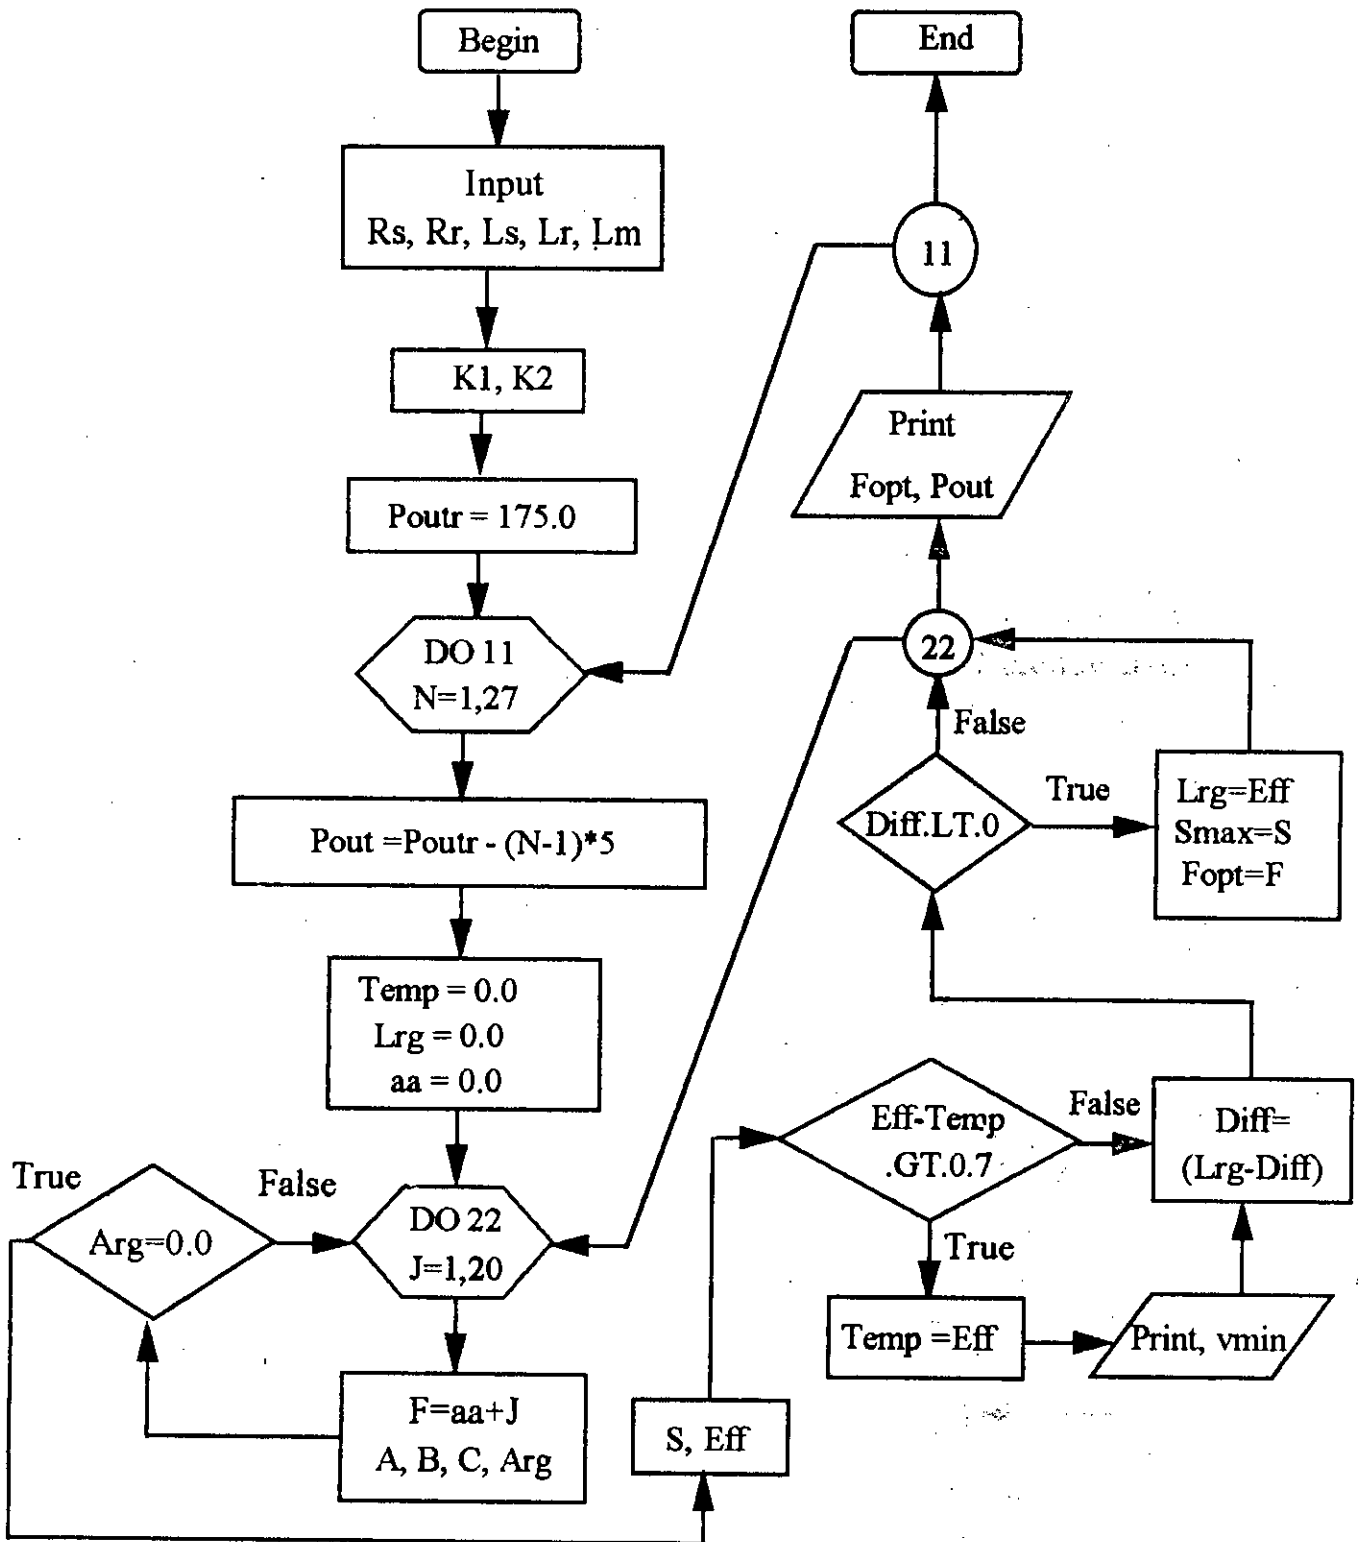 Begin
Input
Rs, Rr, Ls, Lr, Lm
K1, K2
Poutr = 175.0
DO 11
N=1,27
Pout =Poutr - (N-1)*5
Temp = 0.0
Lrg = 0.0
aa = 0.0
DO 22
J=1,20
F=aa+J
A, B, C, Arg
True
Arg=0.0
False
S, Eff
Eff-Temp
.GT.0.7
False
True
Temp =Eff
Print, vmin
Diff=
(Lrg-Diff)
Diff.LT.0
True
False
Lrg=Eff
Smax=S
Fopt=F
22
Print
Fopt, Pout
11
End